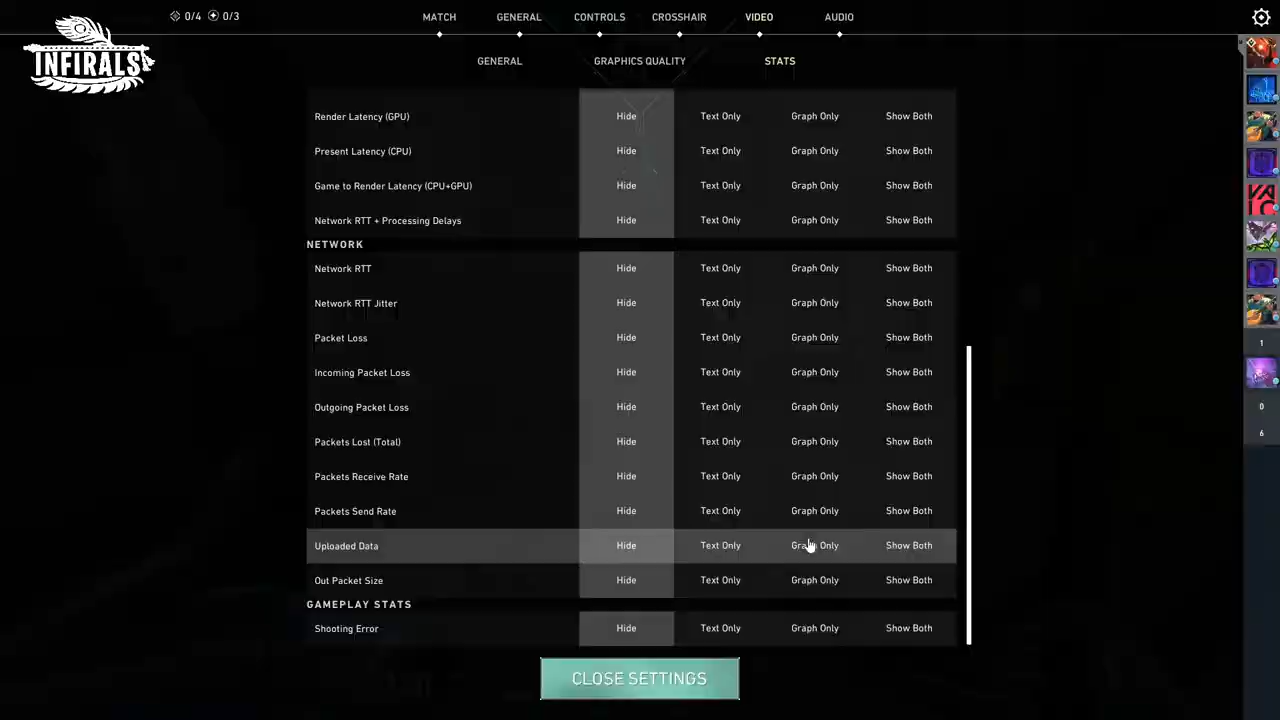 0/4 0/3
MATCH GENERAL CONTROLS CROSSHAIR VIDEO AUDIO
INFIRALS
GENERAL GRAPHICS QUALITY STATS
Render Latency (GPU) Hide Text Only Graph Only Show Both
Present Latency (CPU) Hide Text Only Graph Only Show Both
Game to Render Latency (CPU+GPU) Hide Text Only Graph Only Show Both
Network RTT + Processing Delays Hide Text Only Graph Only Show Both
NETWORK
Network RTT Hide Text Only Graph Only Show Both
Network RTT Jitter Hide Text Only Graph Only Show Both
Packet Loss Hide Text Only Graph Only Show Both
Incoming Packet Loss Hide Text Only Graph Only Show Both
Outgoing Packet Loss Hide Text Only Graph Only Show Both
Packets Lost (Total) Hide Text Only Graph Only Show Both
Packets Receive Rate Hide Text Only Graph Only Show Both
Packets Send Rate Hide Text Only Graph Only Show Both
Uploaded Data Hide Text Only Graph Only Show Both
Out Packet Size Hide Text Only Graph Only Show Both
GAMEPLAY STATS
Shooting Error Hide Text Only Graph Only Show Both
CLOSE SETTINGS
1
0
6